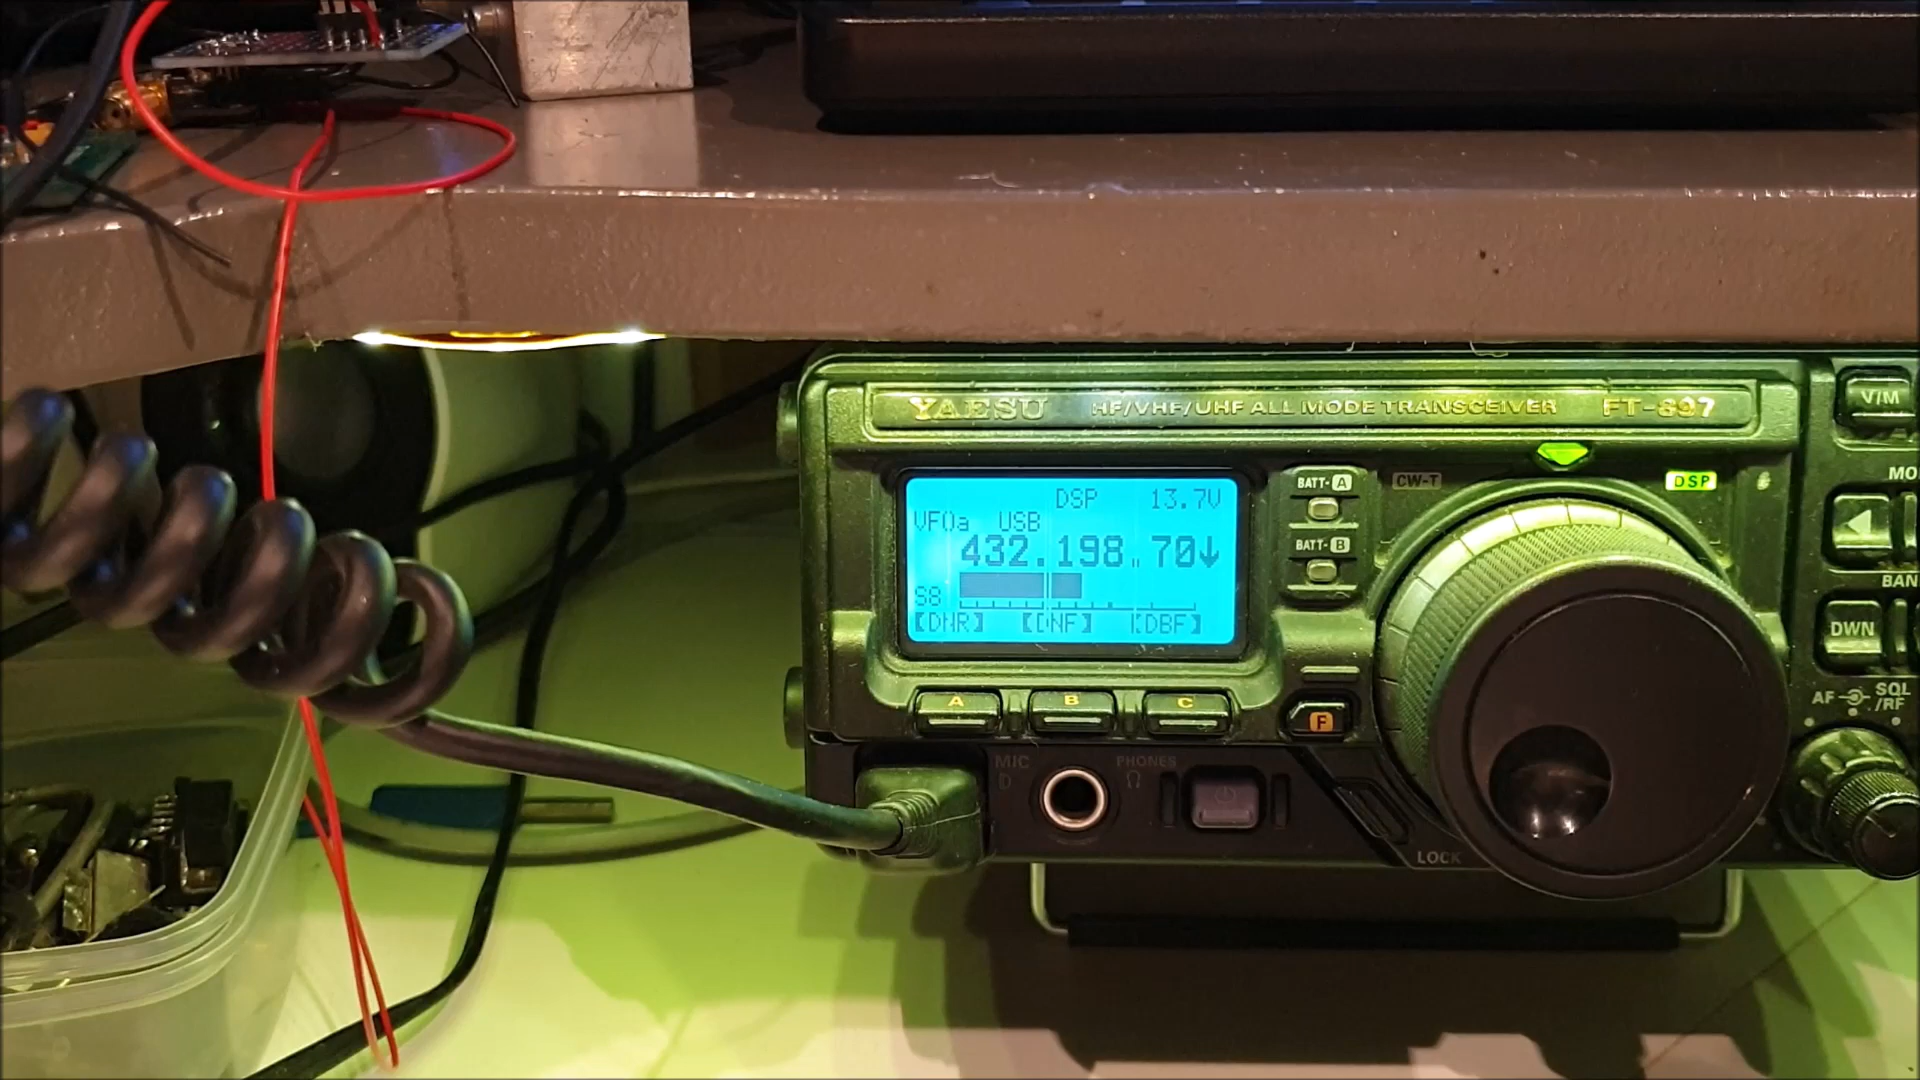 YAESU HF/VHF/UHF ALL MODE TRANSCEIVER FT-897
V/M
DSP 13.7V
VFOa USB
432.198 70↓
S8
[DNR] [DNF] [DBF]
BATT-A
BATT-B
CW-T
DSP
BAN
DWN
AF SQL/RF
A B C
F
MIC
PHONES
LOCK